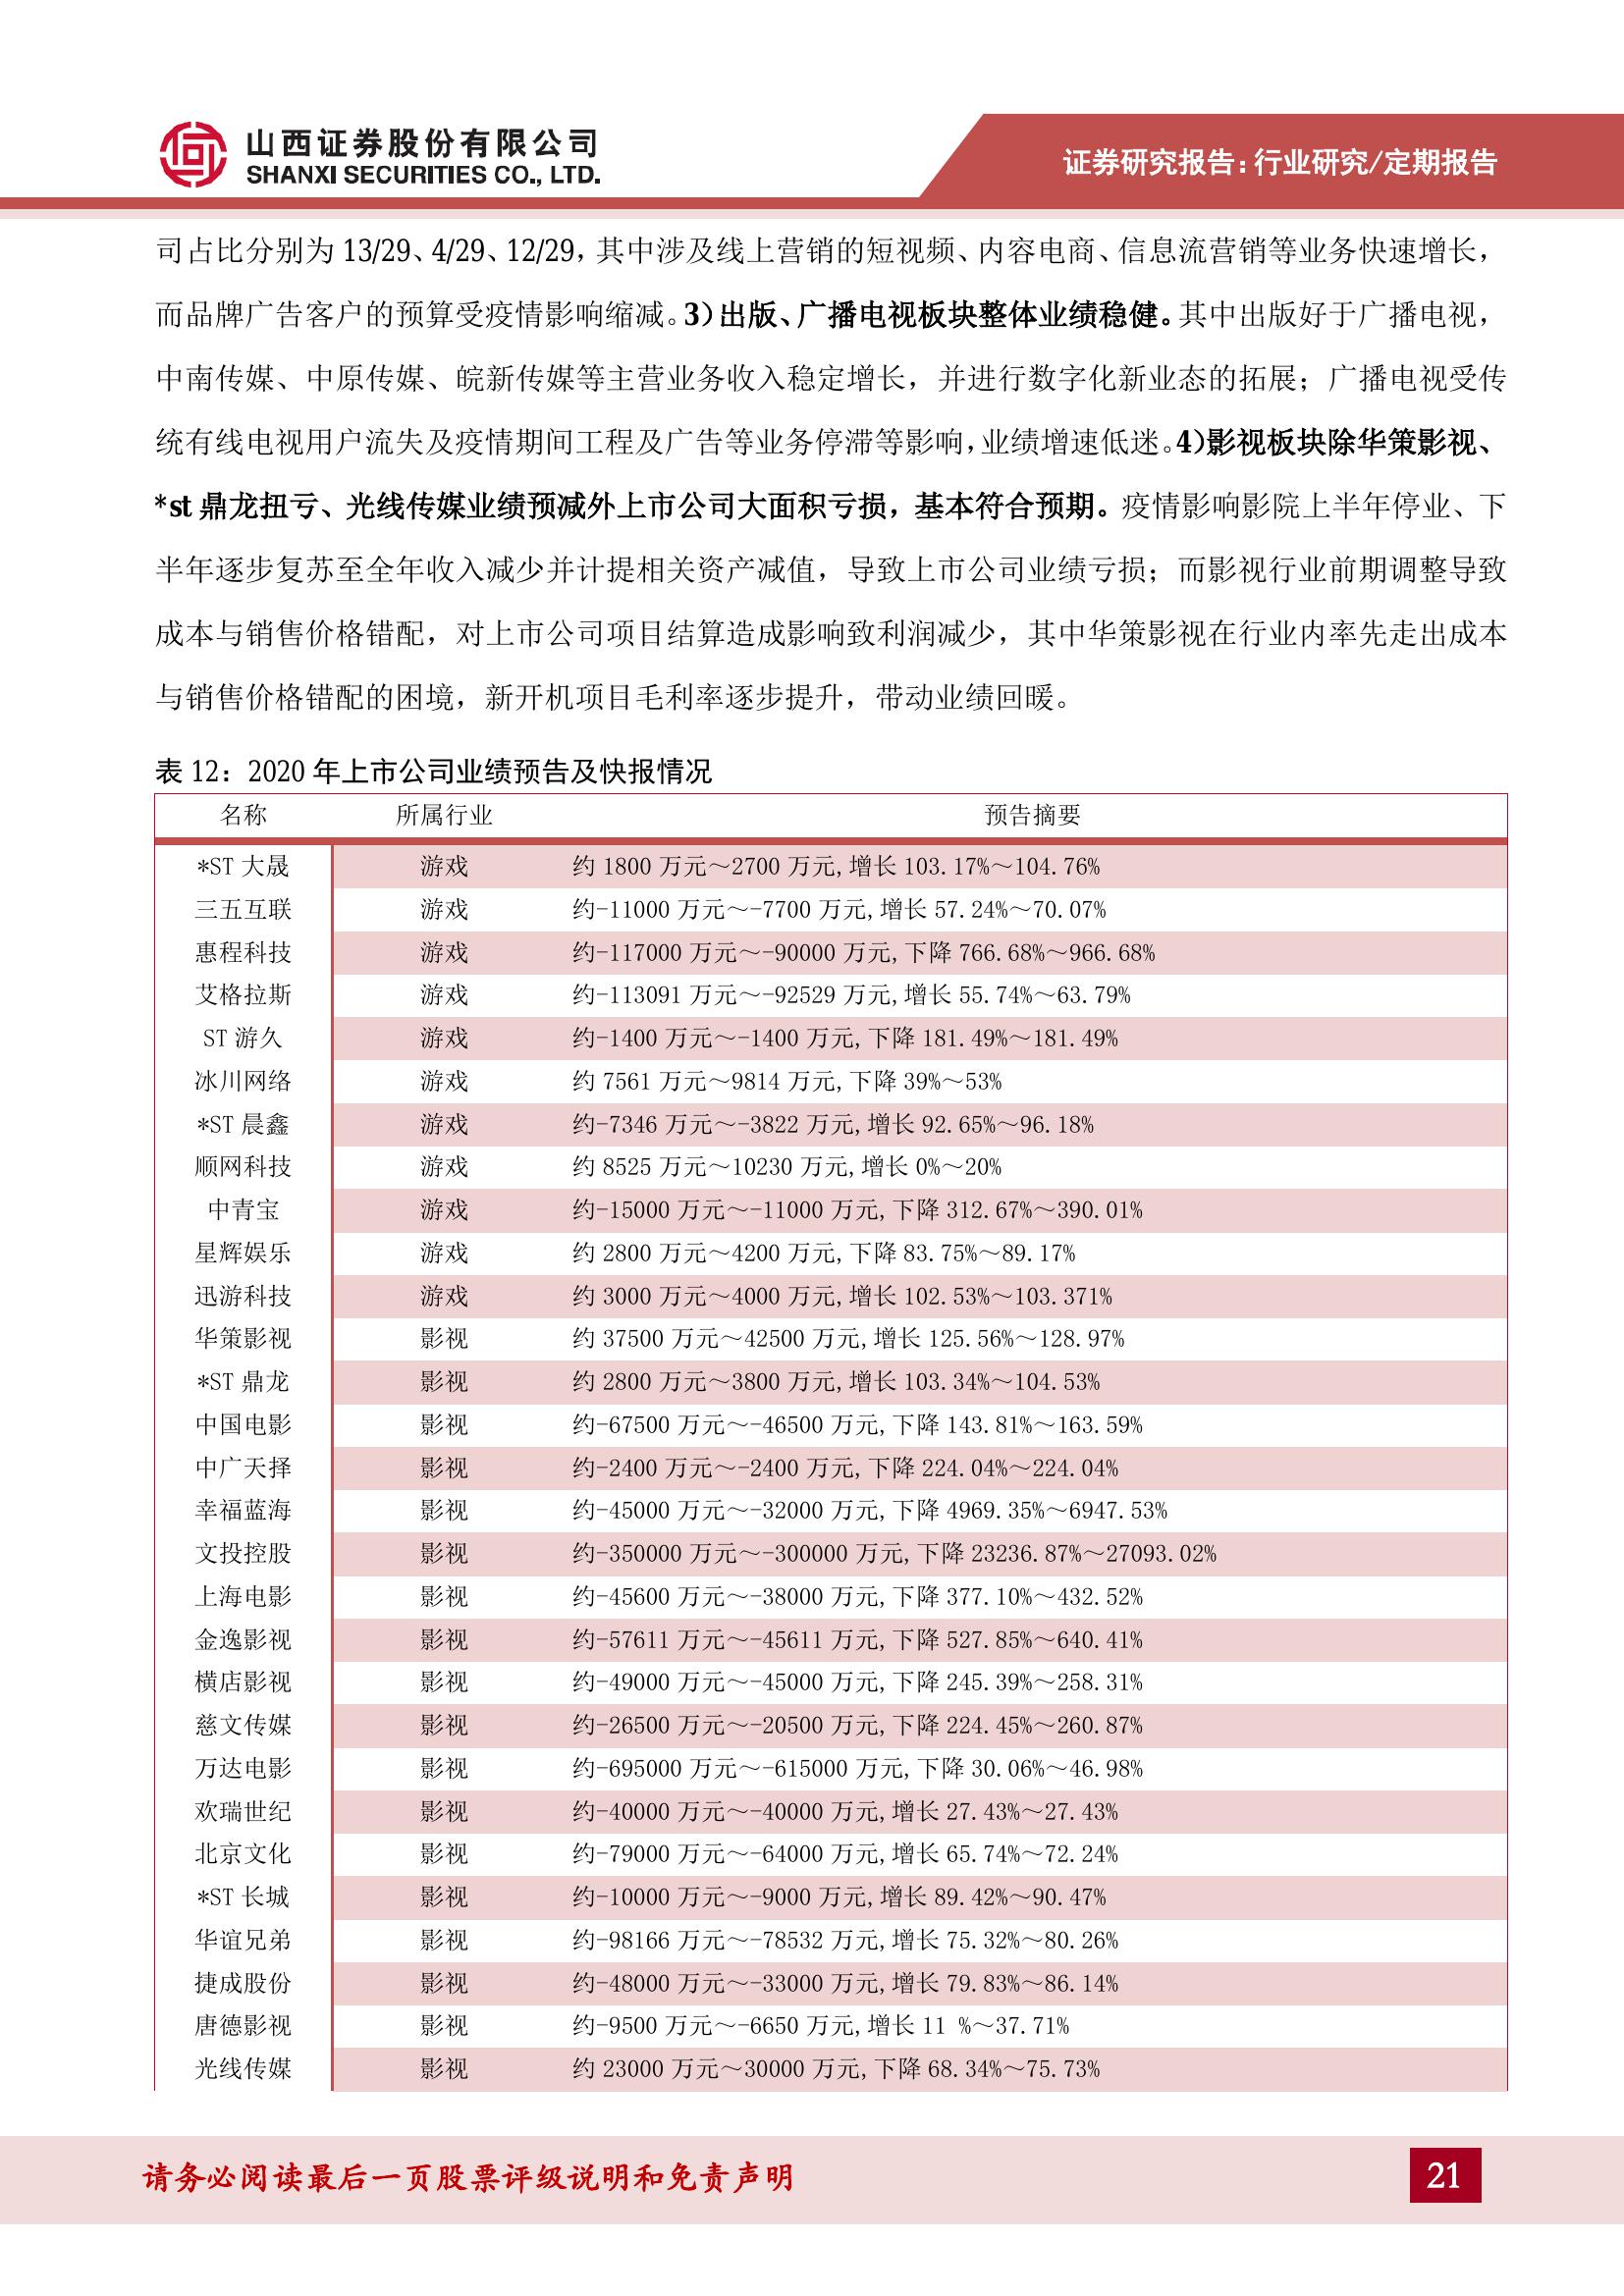 山西证券股份有限公司
SHANXI SECURITIES CO., LTD.
证券研究报告:行业研究/定期报告
司占比分别为 13/29、4/29、12/29，其中涉及线上营销的短视频、内容电商、信息流营销等业务快速增长，
而品牌广告客户的预算受疫情影响缩减。3）出版、广播电视板块整体业绩稳健。其中出版好于广播电视，
中南传媒、中原传媒、皖新传媒等主营业务收入稳定增长，并进行数字化新业态的拓展；广播电视受传
统有线电视用户流失及疫情期间工程及广告等业务停滞等影响，业绩增速低迷。4）影视板块除华策影视、
*st 鼎龙扭亏、光线传媒业绩预减外上市公司大面积亏损，基本符合预期。疫情影响影院上半年停业、下
半年逐步复苏至全年收入减少并计提相关资产减值，导致上市公司业绩亏损；而影视行业前期调整导致
成本与销售价格错配，对上市公司项目结算造成影响致利润减少，其中华策影视在行业内率先走出成本
与销售价格错配的困境，新开机项目毛利率逐步提升，带动业绩回暖。
表 12：2020 年上市公司业绩预告及快报情况
名称 所属行业 预告摘要
*ST 大晟 游戏 约 1800 万元～2700 万元,增长 103.17%～104.76%
三五互联 游戏 约-11000 万元～-7700 万元,增长 57.24%～70.07%
惠程科技 游戏 约-117000 万元～-90000 万元,下降 766.68%～966.68%
艾格拉斯 游戏 约-113091 万元～-92529 万元,增长 55.74%～63.79%
ST 游久 游戏 约-1400 万元～-1400 万元,下降 181.49%～181.49%
冰川网络 游戏 约 7561 万元～9814 万元,下降 39%～53%
*ST 晨鑫 游戏 约-7346 万元～-3822 万元,增长 92.65%～96.18%
顺网科技 游戏 约 8525 万元～10230 万元,增长 0%～20%
中青宝 游戏 约-15000 万元～-11000 万元,下降 312.67%～390.01%
星辉娱乐 游戏 约 2800 万元～4200 万元,下降 83.75%～89.17%
迅游科技 游戏 约 3000 万元～4000 万元,增长 102.53%～103.371%
华策影视 影视 约 37500 万元～42500 万元,增长 125.56%～128.97%
*ST 鼎龙 影视 约 2800 万元～3800 万元,增长 103.34%～104.53%
中国电影 影视 约-67500 万元～-46500 万元,下降 143.81%～163.59%
中广天择 影视 约-2400 万元～-2400 万元,下降 224.04%～224.04%
幸福蓝海 影视 约-45000 万元～-32000 万元,下降 4969.35%～6947.53%
文投控股 影视 约-350000 万元～-300000 万元,下降 23236.87%～27093.02%
上海电影 影视 约-45600 万元～-38000 万元,下降 377.10%～432.52%
金逸影视 影视 约-57611 万元～-45611 万元,下降 527.85%～640.41%
横店影视 影视 约-49000 万元～-45000 万元,下降 245.39%～258.31%
慈文传媒 影视 约-26500 万元～-20500 万元,下降 224.45%～260.87%
万达电影 影视 约-695000 万元～-615000 万元,下降 30.06%～46.98%
欢瑞世纪 影视 约-40000 万元～-40000 万元,增长 27.43%～27.43%
北京文化 影视 约-79000 万元～-64000 万元,增长 65.74%～72.24%
*ST 长城 影视 约-10000 万元～-9000 万元,增长 89.42%～90.47%
华谊兄弟 影视 约-98166 万元～-78532 万元,增长 75.32%～80.26%
捷成股份 影视 约-48000 万元～-33000 万元,增长 79.83%～86.14%
唐德影视 影视 约-9500 万元～-6650 万元,增长 11 %～37.71%
光线传媒 影视 约 23000 万元～30000 万元,下降 68.34%～75.73%
请务必阅读最后一页股票评级说明和免责声明
21